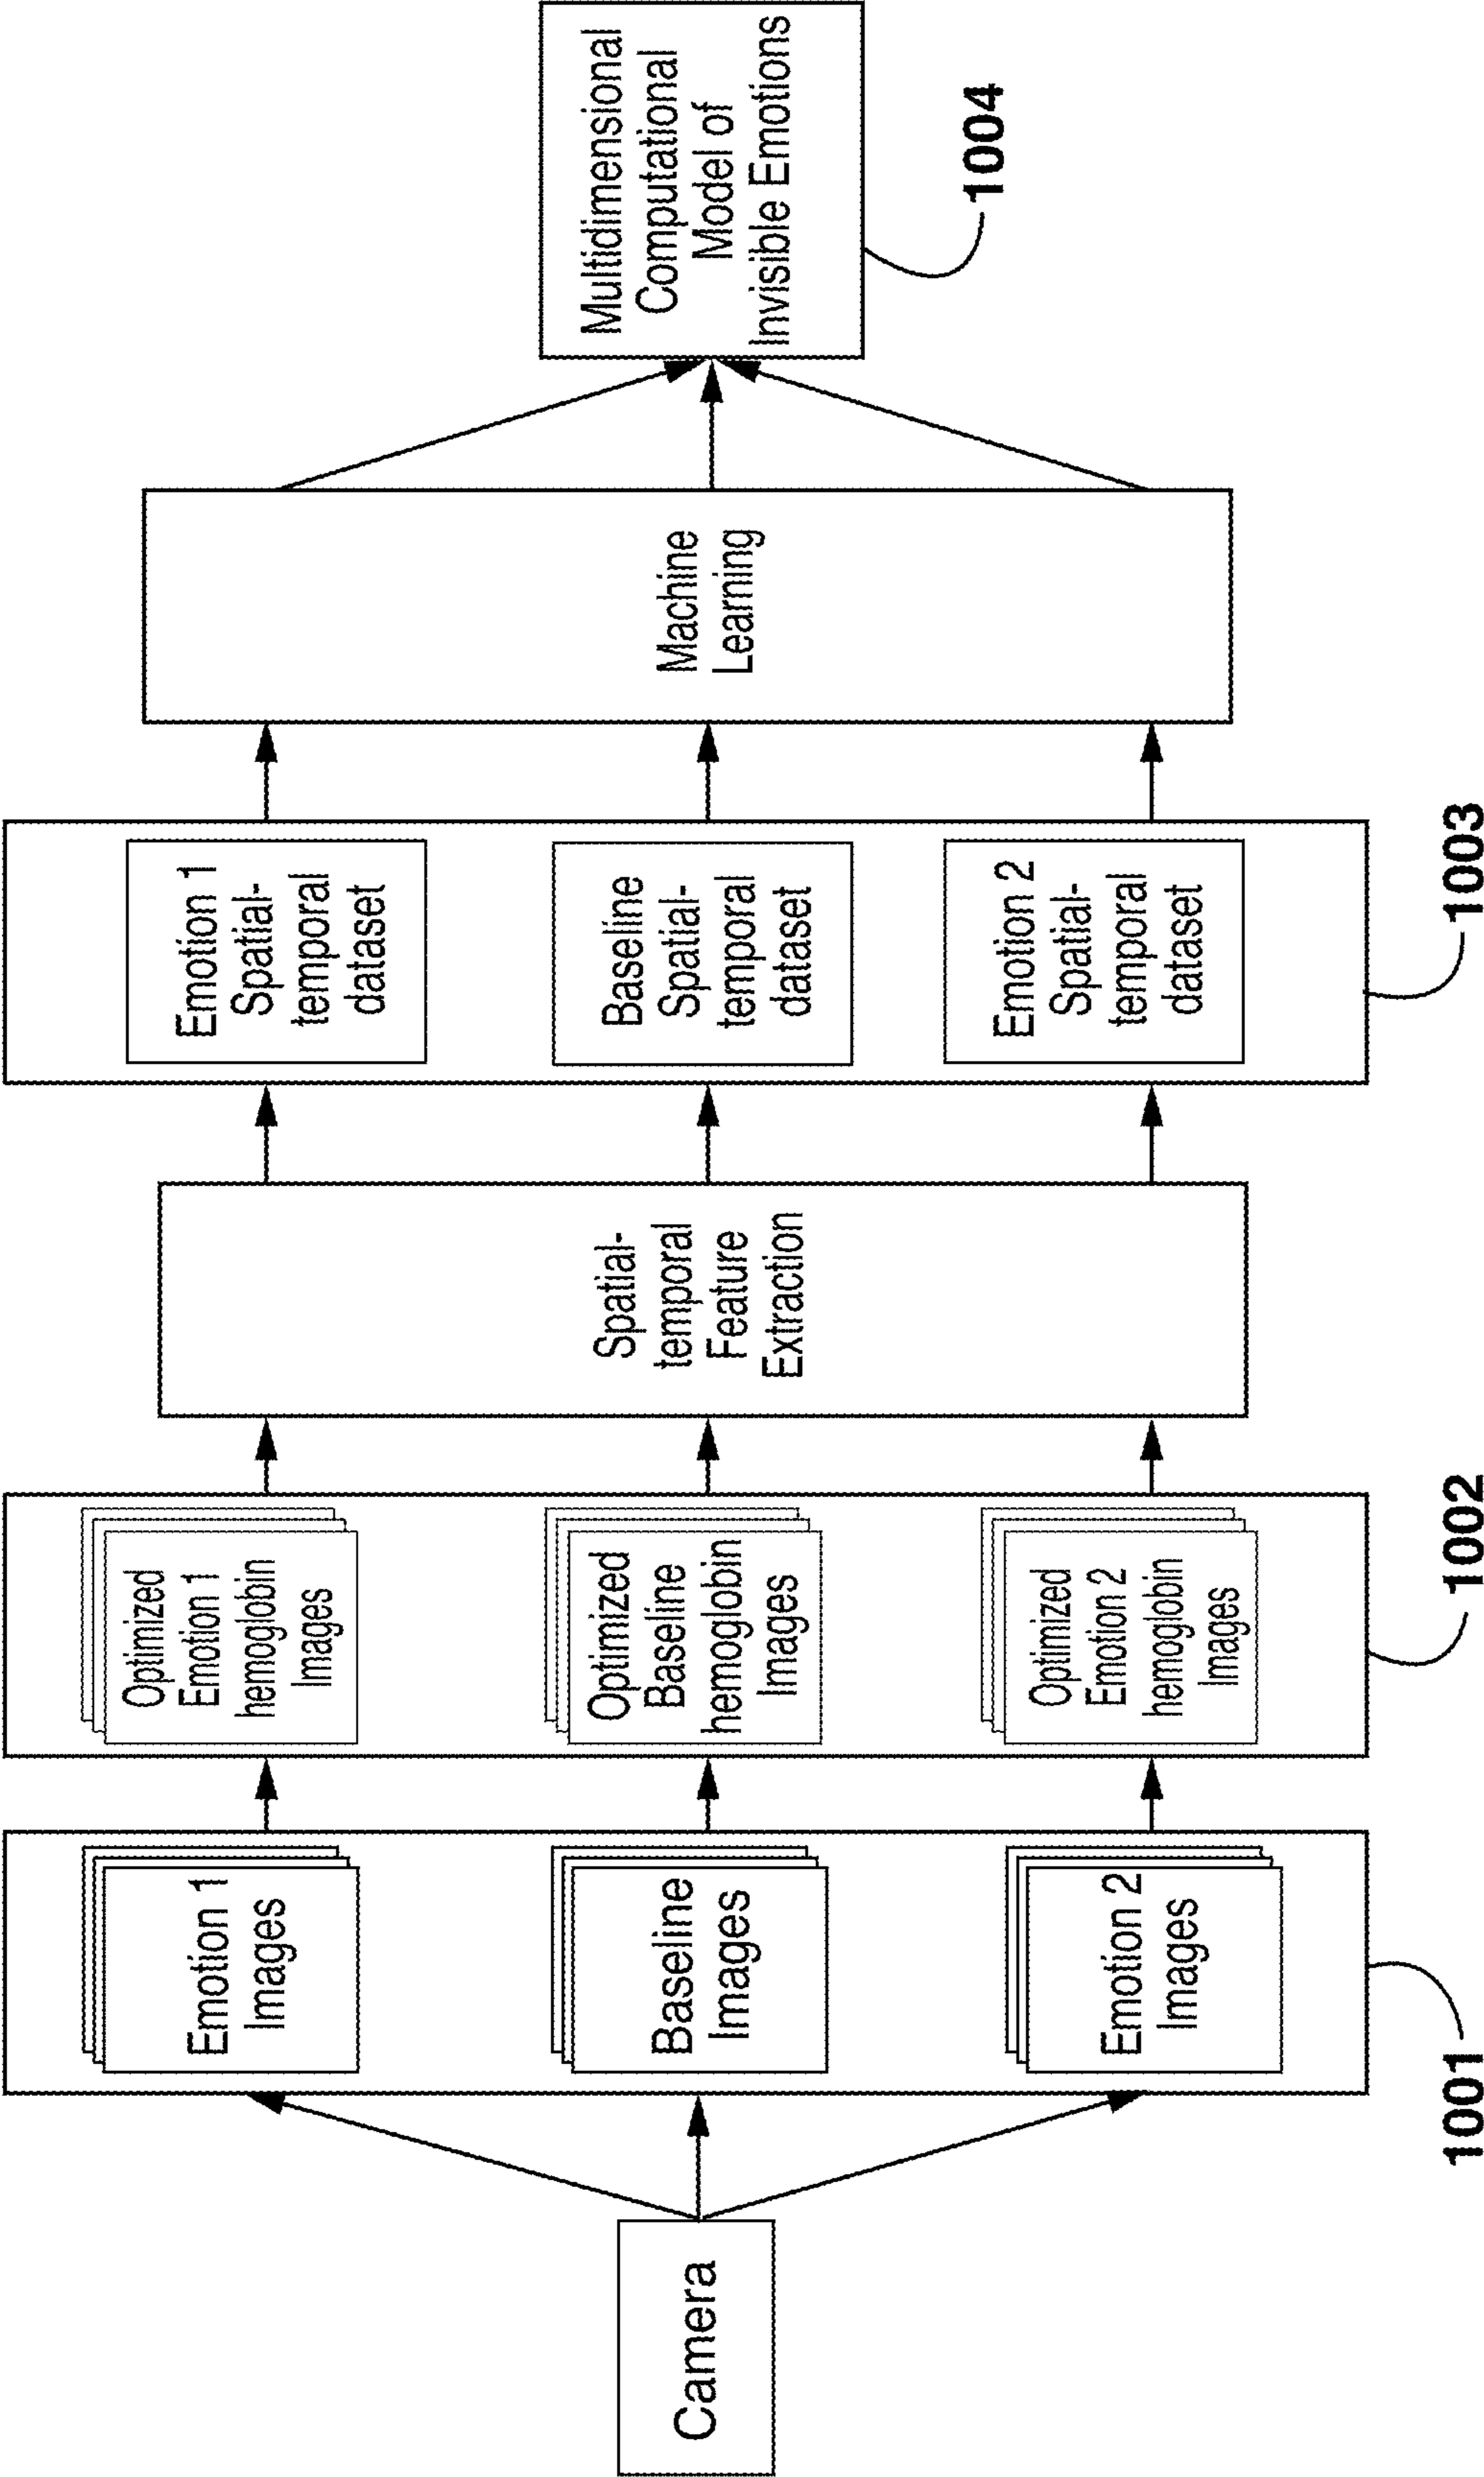 Camera
Emotion 1
Images
Baseline
Images
Emotion 2
Images
1001
Optimized
Emotion 1
hemoglobin
Images
Optimized
Baseline
hemoglobin
Images
Optimized
Emotion 2
hemoglobin
Images
1002
Spatial-
temporal
Feature
Extraction
Emotion 1
Spatial-
temporal
dataset
Baseline
Spatial-
temporal
dataset
Emotion 2
Spatial-
temporal
dataset
1003
Machine
Learning
Multidimensional
Computational
Model of
Invisible Emotions
1004